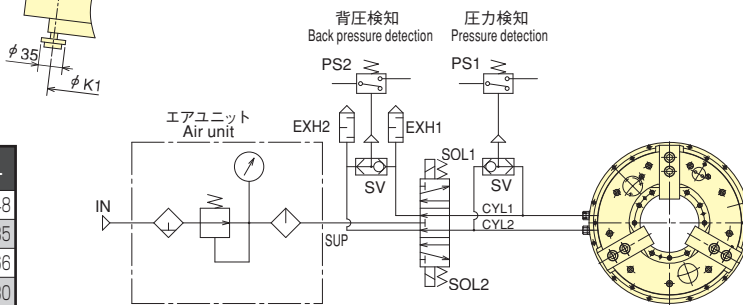 φ35
φK1
背圧検知
Back pressure detection
圧力検知
Pressure detection
PS2
PS1
エアユニット
Air unit
EXH2
EXH1
SOL1
SV
SV
IN
CYL1
CYL2
SUP
SOL2